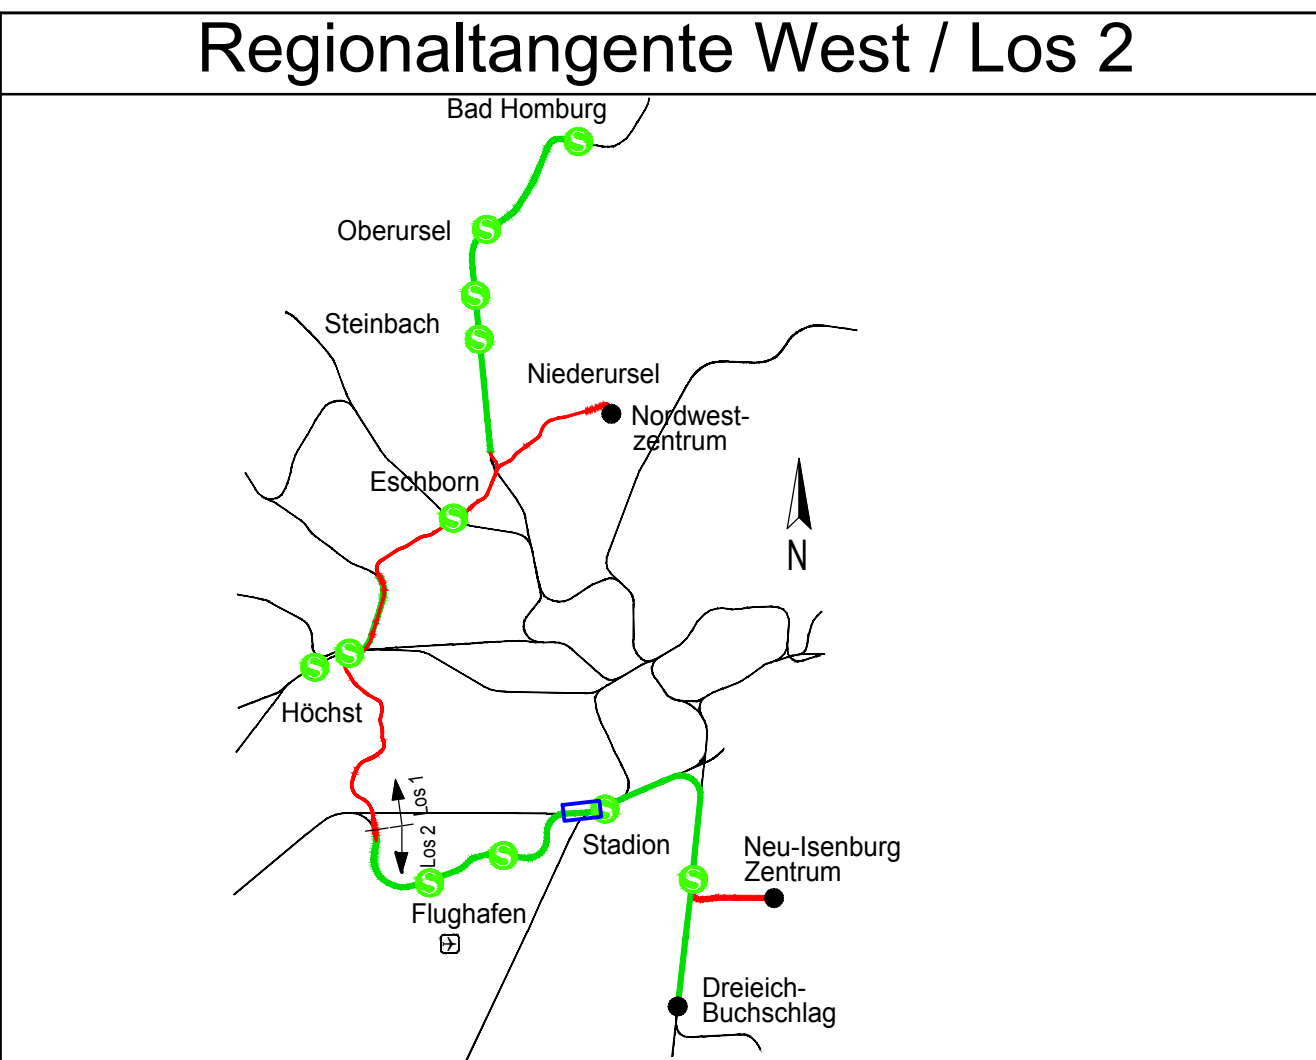 Regionaltangente West / Los 2
Bad Homburg
S
Oberursel
S
S
Steinbach
S
Niederursel
Nordwest-
zentrum
Eschborn
S
N
S
S
Höchst
Los 1
Los 2
S
Stadion
S
S
Flughafen
S
Neu-Isenburg
Zentrum
Dreieich-
Buchschlag